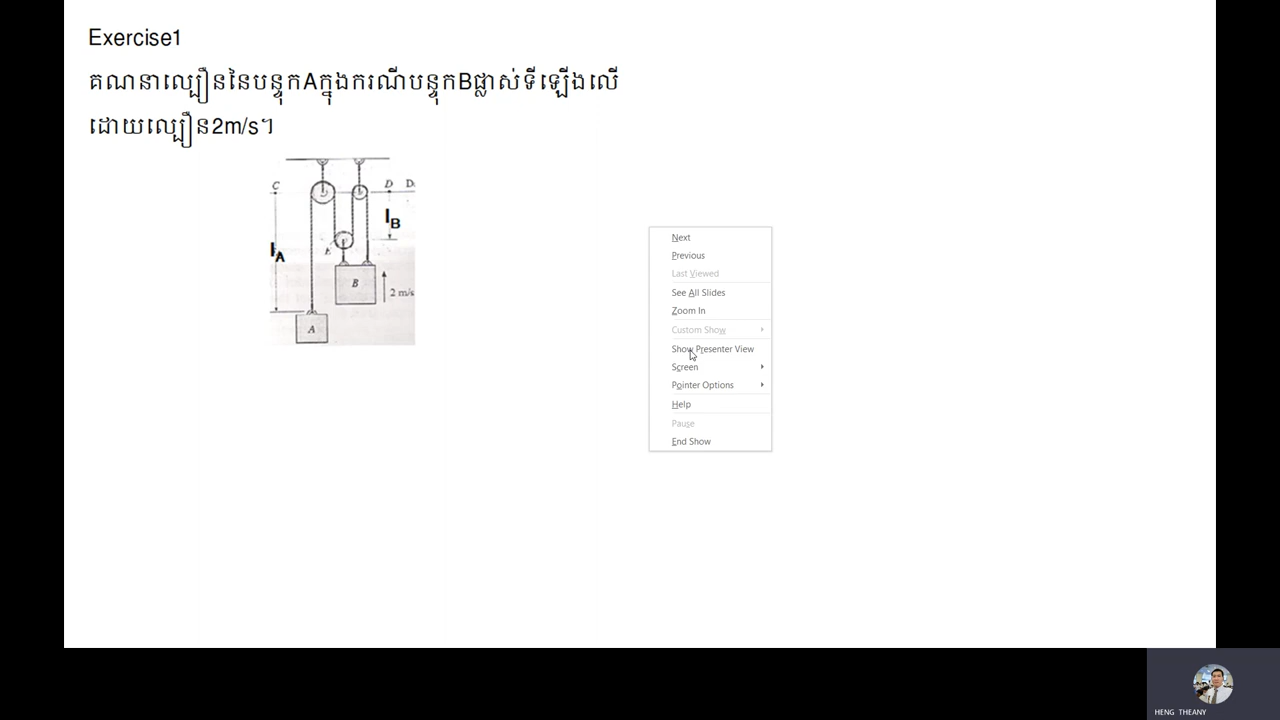 Exercise1
គណនាល្បឿននៃបន្ទុកAក្នុងករណីបន្ទុកBផ្លាស់ទីឡើងលើ
ដោយល្បឿន2m/s។
C
D
D
lB
lA
E
B
2 m/s
A
Next
Previous
Last Viewed
See All Slides
Zoom In
Custom Show
Show Presenter View
Screen
Pointer Options
Help
Pause
End Show
HENG THEANY